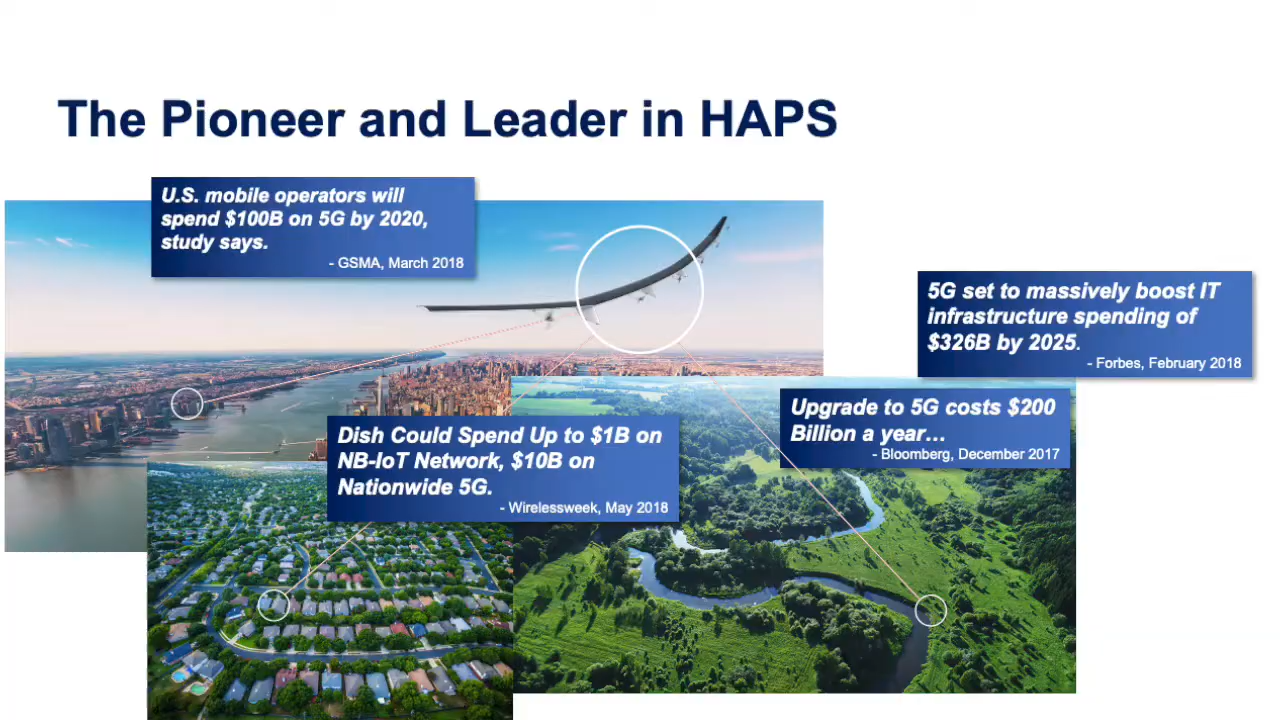 The Pioneer and Leader in HAPS
U.S. mobile operators will
spend $100B on 5G by 2020,
study says.
- GSMA, March 2018
5G set to massively boost IT
infrastructure spending of
$326B by 2025.
- Forbes, February 2018
Upgrade to 5G costs $200
Billion a year…
- Bloomberg, December 2017
Dish Could Spend Up to $1B on
NB-IoT Network, $10B on
Nationwide 5G.
- Wirelessweek, May 2018